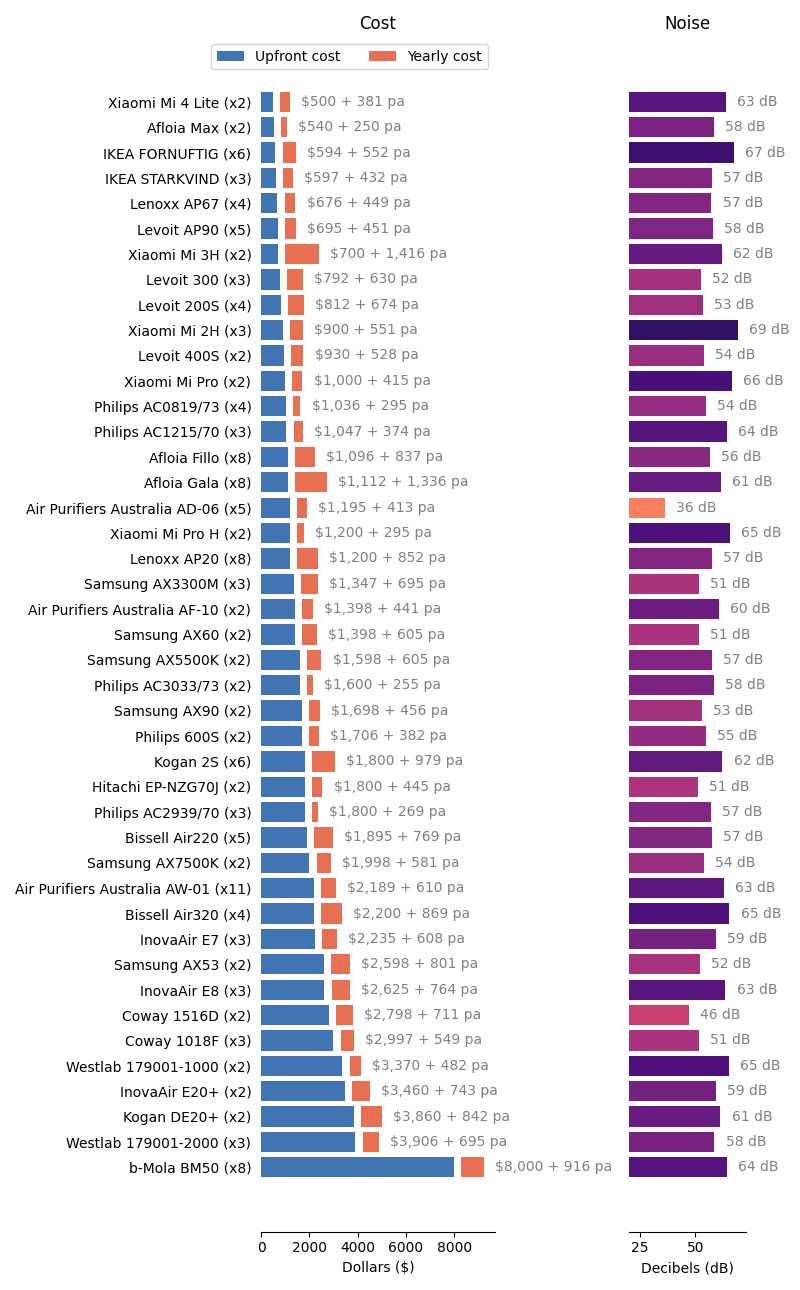 Cost Noise
Upfront cost Yearly cost
Xiaomi Mi 4 Lite (x2) $500 + 381 pa 63 dB
Afloia Max (x2) $540 + 250 pa 58 dB
IKEA FORNUFTIG (x6) $594 + 552 pa 67 dB
IKEA STARKVIND (x3) $597 + 432 pa 57 dB
Lenoxx AP67 (x4) $676 + 449 pa 57 dB
Levoit AP90 (x5) $695 + 451 pa 58 dB
Xiaomi Mi 3H (x2) $700 + 1,416 pa 62 dB
Levoit 300 (x3) $792 + 630 pa 52 dB
Levoit 200S (x4) $812 + 674 pa 53 dB
Xiaomi Mi 2H (x3) $900 + 551 pa 69 dB
Levoit 400S (x2) $930 + 528 pa 54 dB
Xiaomi Mi Pro (x2) $1,000 + 415 pa 66 dB
Philips AC0819/73 (x4) $1,036 + 295 pa 54 dB
Philips AC1215/70 (x3) $1,047 + 374 pa 64 dB
Afloia Fillo (x8) $1,096 + 837 pa 56 dB
Afloia Gala (x8) $1,112 + 1,336 pa 61 dB
Air Purifiers Australia AD-06 (x5) $1,195 + 413 pa 36 dB
Xiaomi Mi Pro H (x2) $1,200 + 295 pa 65 dB
Lenoxx AP20 (x8) $1,200 + 852 pa 57 dB
Samsung AX3300M (x3) $1,347 + 695 pa 51 dB
Air Purifiers Australia AF-10 (x2) $1,398 + 441 pa 60 dB
Samsung AX60 (x2) $1,398 + 605 pa 51 dB
Samsung AX5500K (x2) $1,598 + 605 pa 57 dB
Philips AC3033/73 (x2) $1,600 + 255 pa 58 dB
Samsung AX90 (x2) $1,698 + 456 pa 53 dB
Philips 600S (x2) $1,706 + 382 pa 55 dB
Kogan 2S (x6) $1,800 + 979 pa 62 dB
Hitachi EP-NZG70J (x2) $1,800 + 445 pa 51 dB
Philips AC2939/70 (x3) $1,800 + 269 pa 57 dB
Bissell Air220 (x5) $1,895 + 769 pa 57 dB
Samsung AX7500K (x2) $1,998 + 581 pa 54 dB
Air Purifiers Australia AW-01 (x11) $2,189 + 610 pa 63 dB
Bissell Air320 (x4) $2,200 + 869 pa 65 dB
InovaAir E7 (x3) $2,235 + 608 pa 59 dB
Samsung AX53 (x2) $2,598 + 801 pa 52 dB
InovaAir E8 (x3) $2,625 + 764 pa 63 dB
Coway 1516D (x2) $2,798 + 711 pa 46 dB
Coway 1018F (x3) $2,997 + 549 pa 51 dB
Westlab 179001-1000 (x2) $3,370 + 482 pa 65 dB
InovaAir E20+ (x2) $3,460 + 743 pa 59 dB
Kogan DE20+ (x2) $3,860 + 842 pa 61 dB
Westlab 179001-2000 (x3) $3,906 + 695 pa 58 dB
b-Mola BM50 (x8) $8,000 + 916 pa 64 dB
0 2000 4000 6000 8000 25 50
Dollars ($) Decibels (dB)